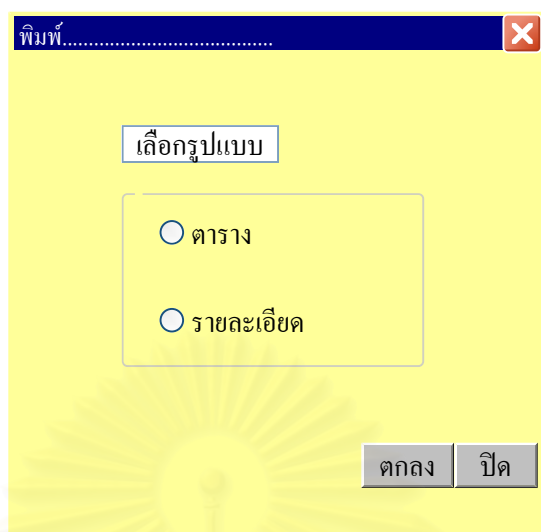 พิมพ์........................................
เลือกรูปแบบ
ตาราง
รายละเอียด
ตกลง ปิด